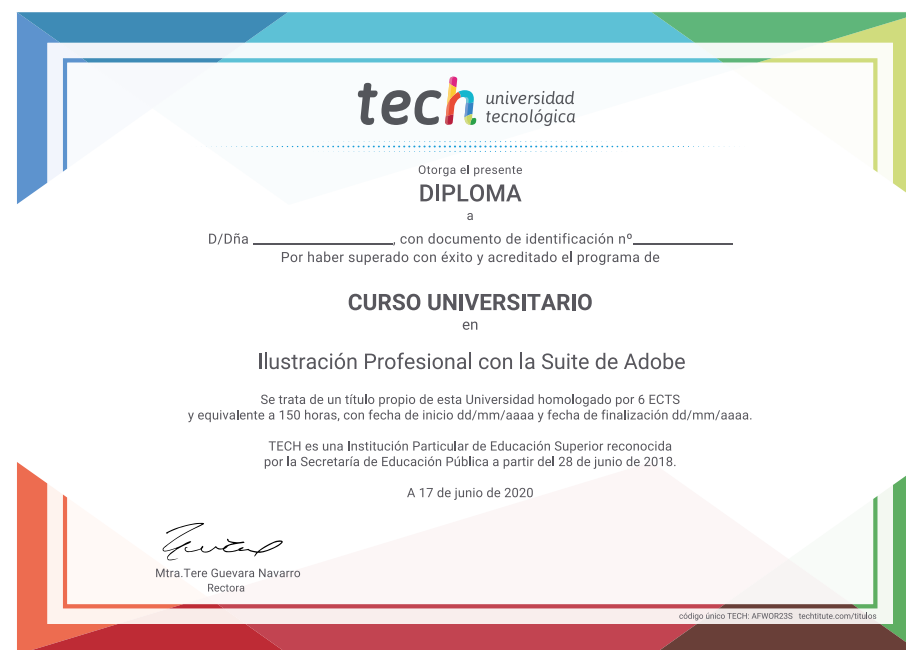 tech universidad
tecnológica
Otorga el presente
DIPLOMA
a
D/Dña ________________, con documento de identificación nº____________
Por haber superado con éxito y acreditado el programa de
CURSO UNIVERSITARIO
en
Ilustración Profesional con la Suite de Adobe
Se trata de un título propio de esta Universidad homologado por 6 ECTS
y equivalente a 150 horas, con fecha de inicio dd/mm/aaaa y fecha de finalización dd/mm/aaaa.
TECH es una Institución Particular de Educación Superior reconocida
por la Secretaría de Educación Pública a partir del 28 de junio de 2018.
A 17 de junio de 2020
Mtra.Tere Guevara Navarro
Rectora
código único TECH: AFWOR23S techtitute.com/titulos